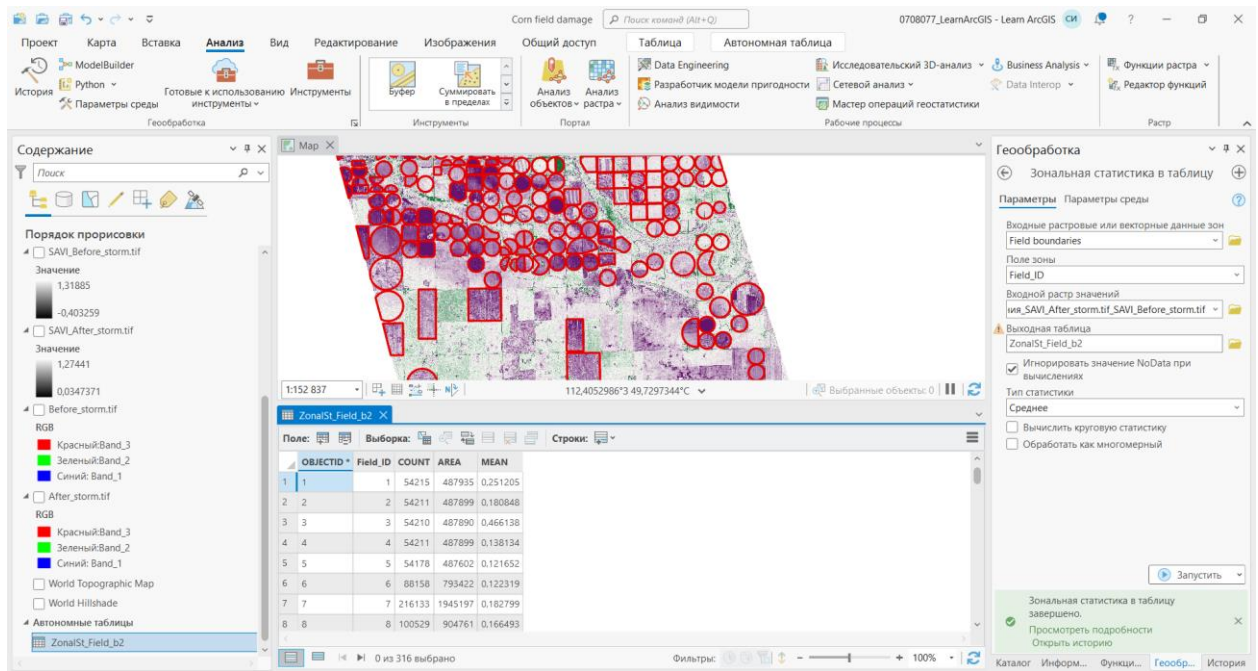 Corn field damage
Поиск команд (Alt+Q)
0708077_LearnArcGIS - Learn ArcGIS
СИ
?
Проект Карта Вставка Анализ Вид Редактирование Изображения Общий доступ Таблица Автономная таблица
История
ModelBuilder
Python
Параметры среды
Готовые к использованию инструменты
Инструменты
Геообработка
Буфер
Суммировать в пределах
Инструменты
Анализ объектов
Анализ растра
Портал
Data Engineering
Разработчик модели пригодности
Анализ видимости
Исследовательский 3D-анализ
Сетевой анализ
Мастер операций геостатистики
Business Analysis
Data Interop
Рабочие процессы
Функции растра
Редактор функций
Растр
Содержание
Поиск
Порядок прорисовки
SAVI_Before_storm.tif
Значение
1,31885
-0,403259
SAVI_After_storm.tif
Значение
1,27441
0,0347371
Before_storm.tif
RGB
Красный:Band_3
Зеленый:Band_2
Синий: Band_1
After_storm.tif
RGB
Красный:Band_3
Зеленый:Band_2
Синий: Band_1
World Topographic Map
World Hillshade
Автономные таблицы
ZonalSt_Field_b2
Map
1:152 837
112,4052986°З 49,7297344°С
Выбранные объекты: 0
ZonalSt_Field_b2
Поле: Выборка: Строки:
OBJECTID * Field_ID COUNT AREA MEAN
1 1 1 54215 487935 0,251205
2 2 2 54211 487899 0,180848
3 3 3 54210 487890 0,466138
4 4 4 54211 487899 0,138134
5 5 5 54178 487602 0,121652
6 6 6 88158 793422 0,122319
7 7 7 216133 1945197 0,182799
8 8 8 100529 904761 0,166493
0 из 316 выбрано
Фильтры:
100%
Геообработка
Зональная статистика в таблицу
Параметры Параметры среды
Входные растровые или векторные данные зон
Field boundaries
Поле зоны
Field_ID
Входной растр значений
ия_SAVI_After_storm.tif_SAVI_Before_storm.tif
Выходная таблица
ZonalSt_Field_b2
Игнорировать значение NoData при вычислениях
Тип статистики
Среднее
Вычислить круговую статистику
Обработать как многомерный
Запустить
Зональная статистика в таблицу
завершено.
Просмотреть подробности
Открыть историю
Каталог Информ... Функци... Геообр... История